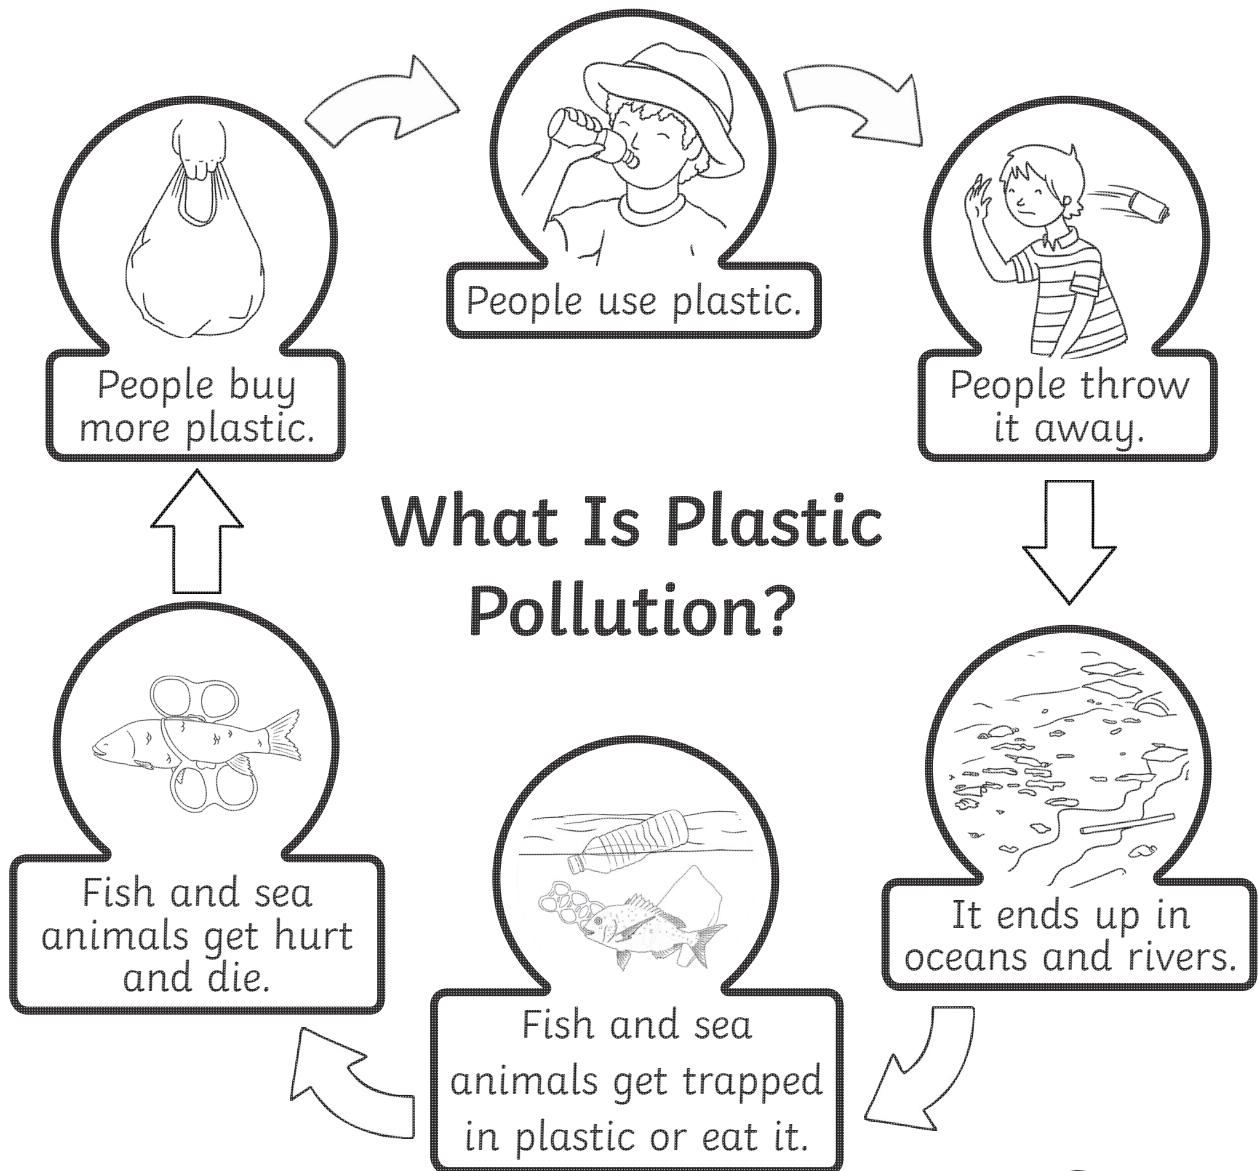 What Is Plastic
Pollution?
People use plastic.
People throw
it away.
It ends up in
oceans and rivers.
Fish and sea
animals get trapped
in plastic or eat it.
Fish and sea
animals get hurt
and die.
People buy
more plastic.